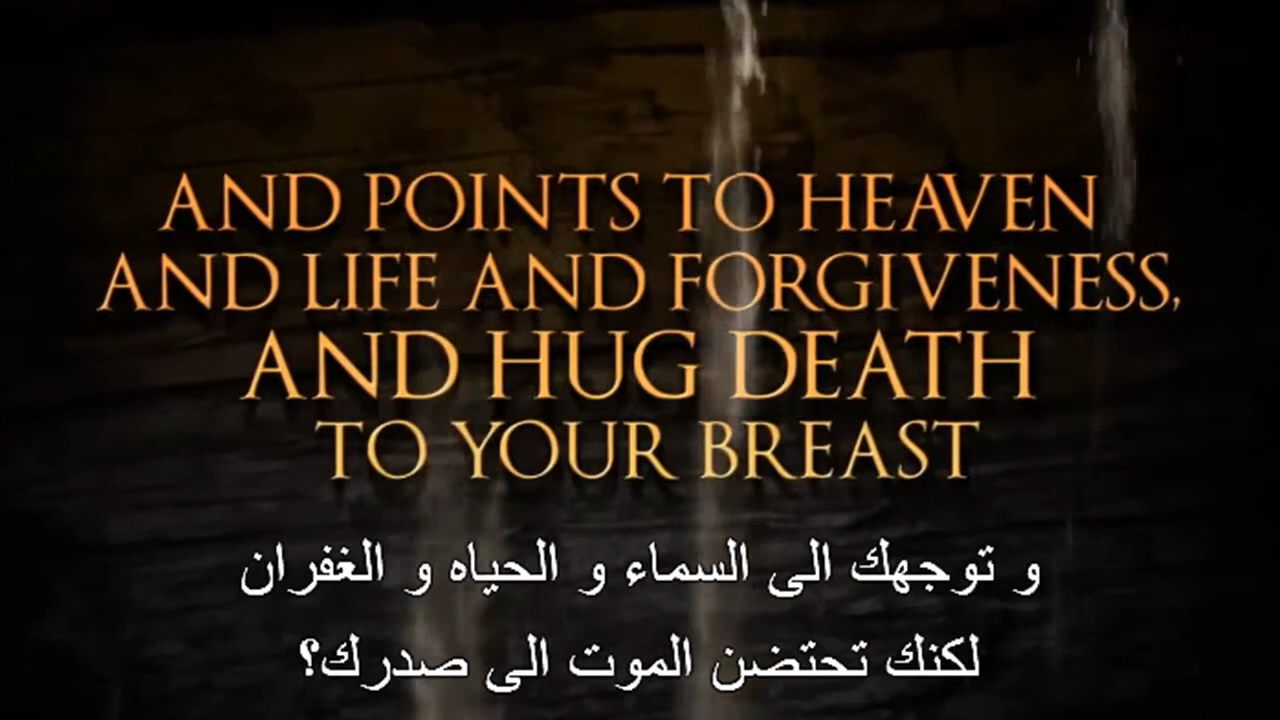 AND POINTS TO HEAVEN
AND LIFE AND FORGIVENESS,
AND HUG DEATH
TO YOUR BREAST
و توجهك الى السماء و الحياه و الغفران
لكنك تحتضن الموت الى صدرك؟